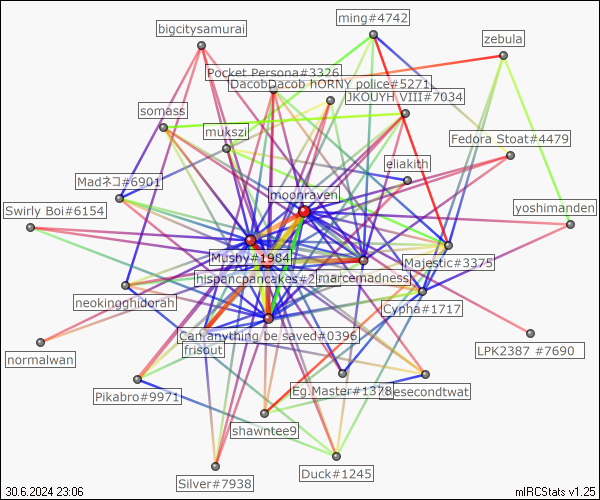 bigcitysamurai
ming#4742
zebula
Pocket Persona#3326
DacobDacob hORNY police#5271
JKOUYH VIII#7034
somass
mukszi
Fedora Stoat#4479
eliakith
Madネコ#6901
moonraven
Swirly Boi#6154
yoshimanden
Mushy#1984
Majestic#3375
hispancpancakes#2
marcemadness
neokingghidorah
Cypha#1717
Can anything be saved#0396
frisout
LPK2387 #7690
normalwan
Eg.Master#1378
esecondtwat
Pikabro#9971
shawntee9
Duck#1245
Silver#7938
30.6.2024 23:06
mIRCStats v1.25